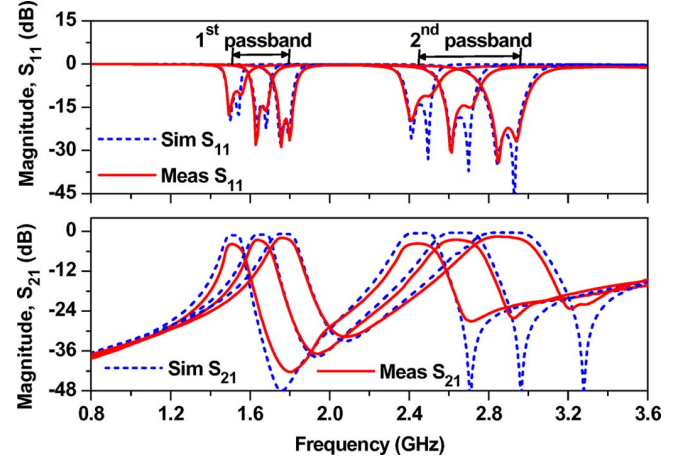 1st passband
2nd passband
15
0
-15
-30
-45
Magnitude, S11 (dB)
Sim S11
Meas S11
0
-12
-24
-36
-48
Magnitude, S21 (dB)
Sim S21
Meas S21
0.8 1.2 1.6 2.0 2.4 2.8 3.2 3.6
Frequency (GHz)